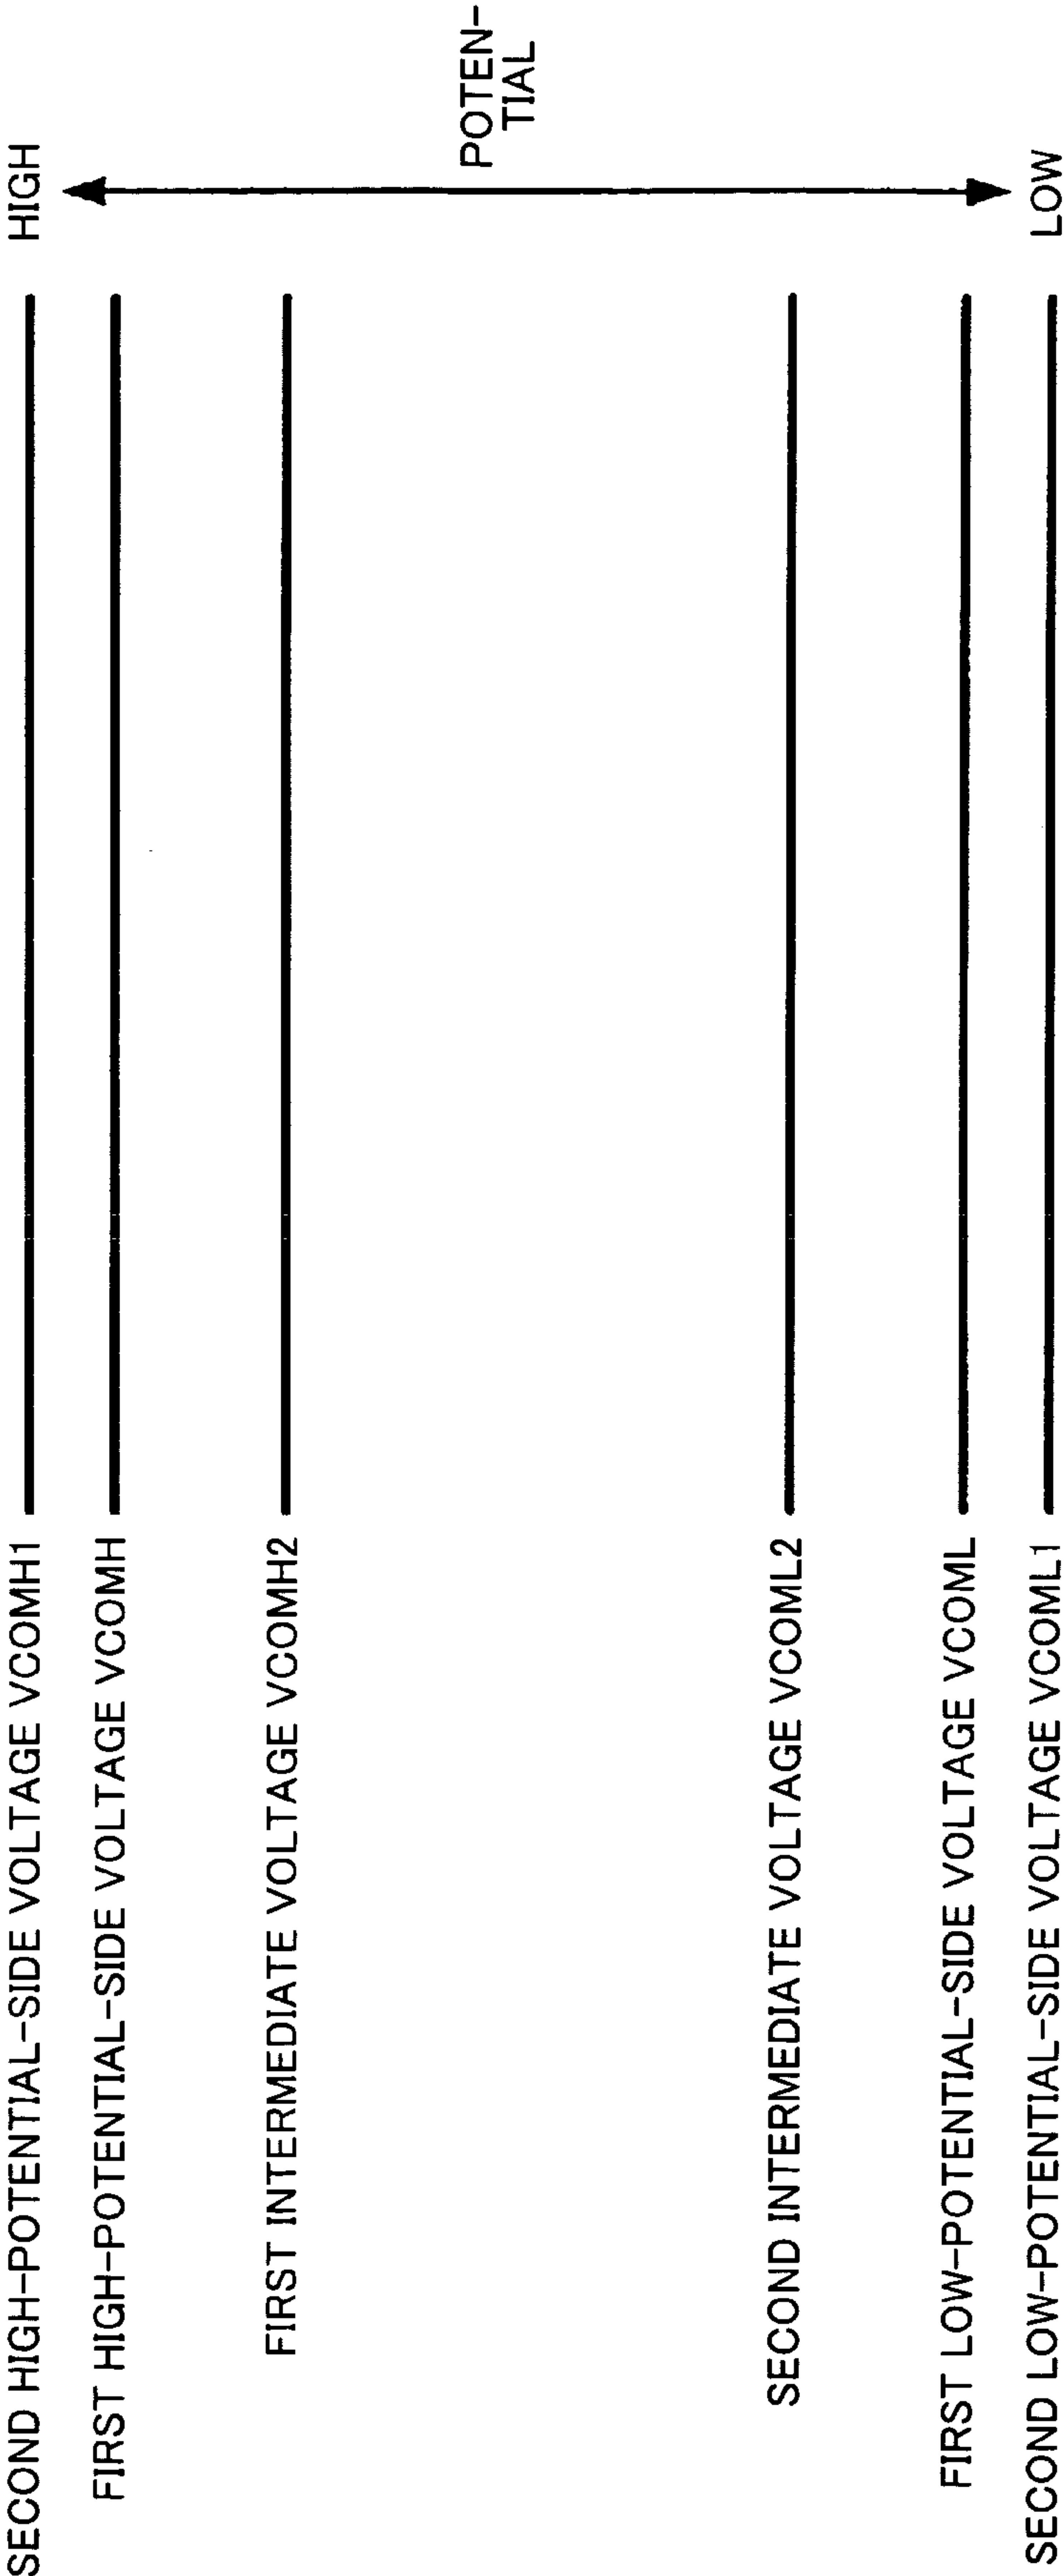 SECOND HIGH-POTENTIAL-SIDE VOLTAGE VCOMH1
HIGH
FIRST HIGH-POTENTIAL-SIDE VOLTAGE VCOMH
FIRST INTERMEDIATE VOLTAGE VCOMH2
POTEN-
TIAL
SECOND INTERMEDIATE VOLTAGE VCOML2
FIRST LOW-POTENTIAL-SIDE VOLTAGE VCOML
SECOND LOW-POTENTIAL-SIDE VOLTAGE VCOML1
LOW